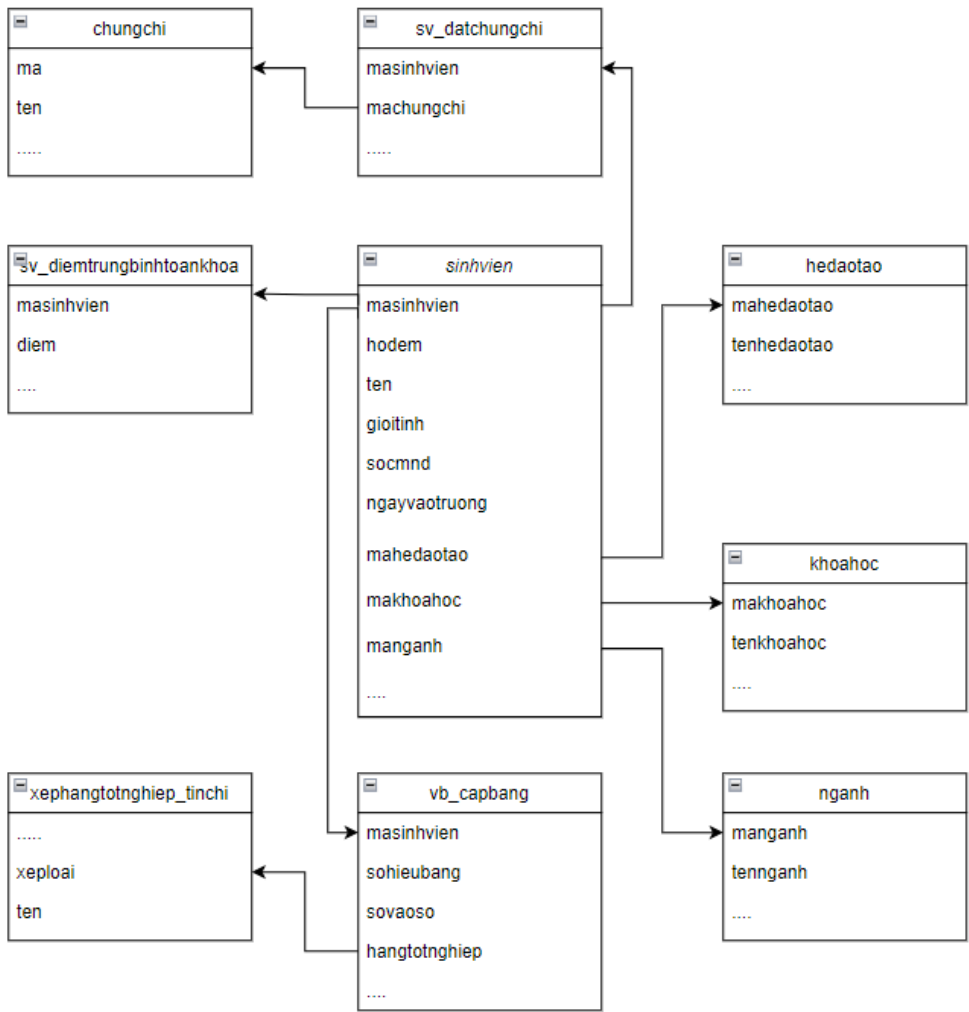 chungchi
ma
ten
.....
sv_datchungchi
masinhvien
machungchi
.....
sv_diemtrungbinhtoankhoa
masinhvien
diem
....
sinhvien
masinhvien
hodem
ten
gioitinh
socmnd
ngayvaotruong
mahedaotao
makhoahoc
manganh
....
hedaotao
mahedaotao
tenhedaotao
....
khoahoc
makhoahoc
tenkhoahoc
....
xephangtotnghiep_tinchi
.....
xeploai
ten
vb_capbang
masinhvien
sohieubang
sovaoso
hangtotnghiep
....
nganh
manganh
tennganh
....